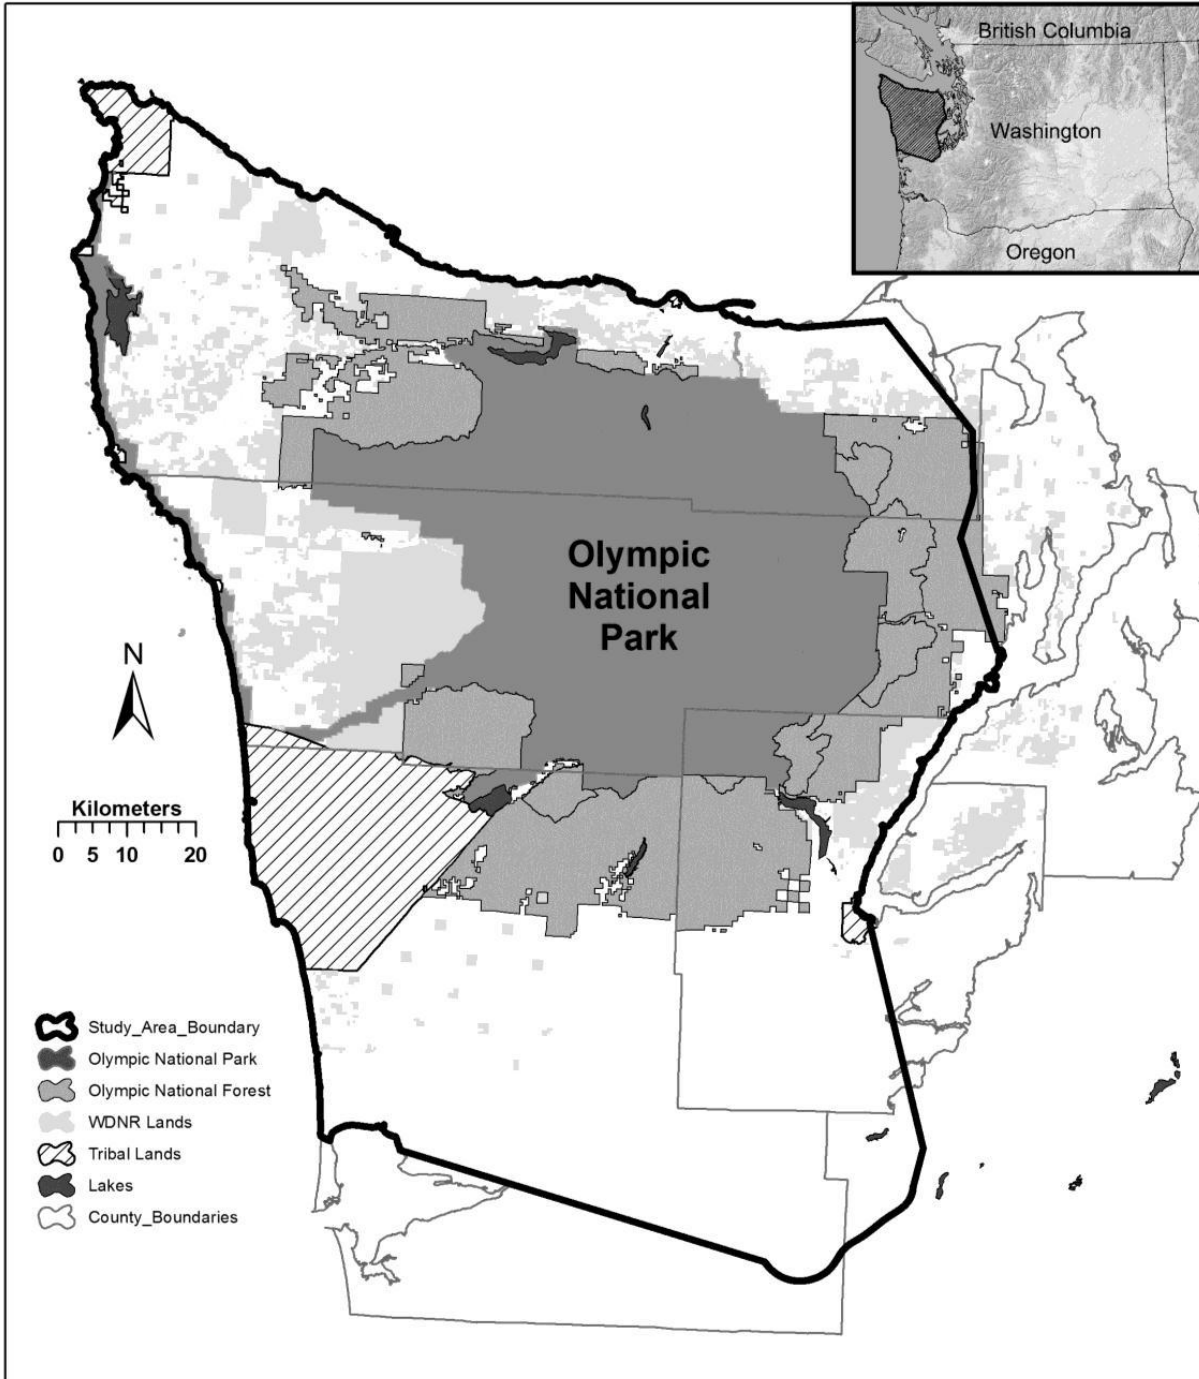 British Columbia
Washington
Oregon
Olympic
National
Park
N
Kilometers
0 5 10 20
Study_Area_Boundary
Olympic National Park
Olympic National Forest
WDNR Lands
Tribal Lands
Lakes
County_Boundaries